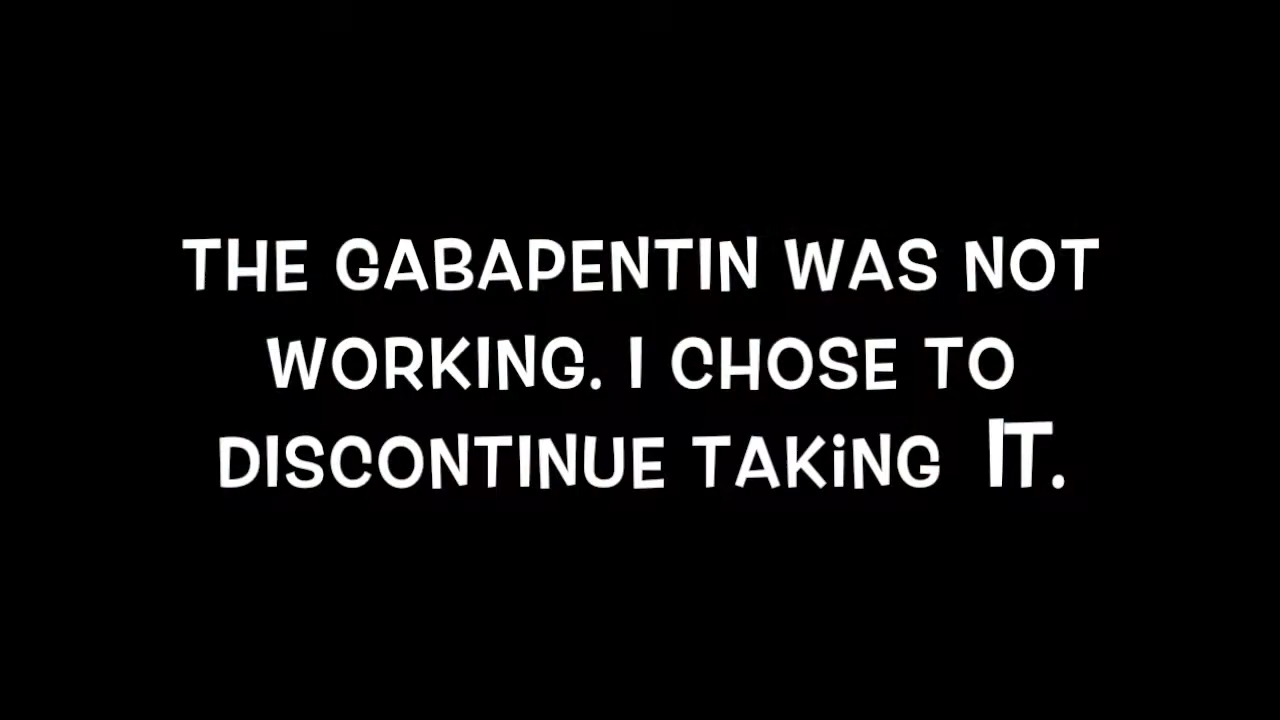 THE GABAPENTIN WAS NOT
WORKING. I CHOSE TO
DISCONTINUE TAKiNG IT.